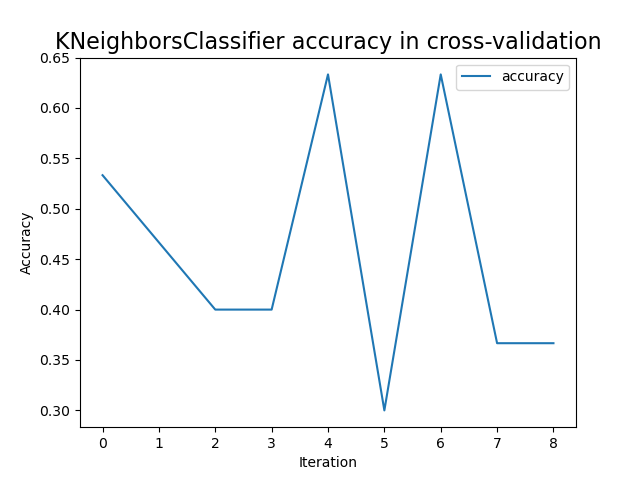 KNeighborsClassifier accuracy in cross-validation
accuracy
0.65
0.60
0.55
0.50
0.45
0.40
0.35
0.30
Accuracy
0 1 2 3 4 5 6 7 8
Iteration